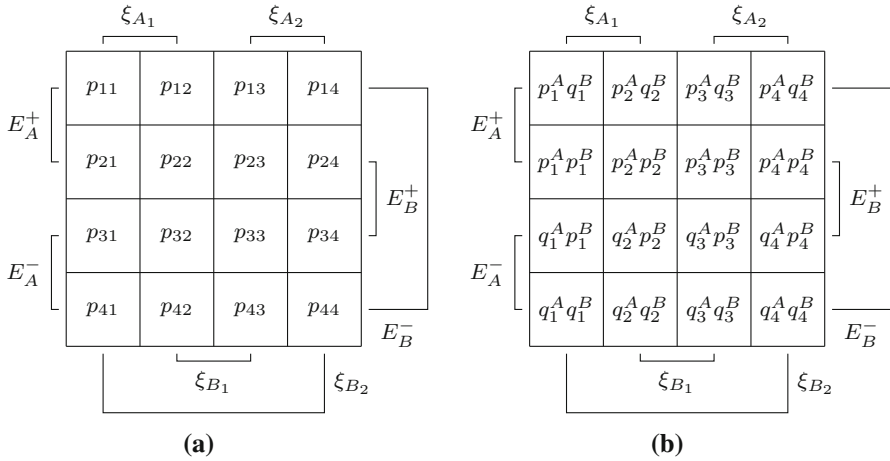 ξ_{A_1} ξ_{A_2} ξ_{A_1} ξ_{A_2}
p_{11} p_{12} p_{13} p_{14} p_1^A q_1^B p_2^A q_2^B p_3^A q_3^B p_4^A q_4^B
E_A^+ E_A^+
p_{21} p_{22} p_{23} p_{24} p_1^A p_1^B p_2^A p_2^B p_3^A p_3^B p_4^A p_4^B
E_B^+ E_B^+
p_{31} p_{32} p_{33} p_{34} q_1^A p_1^B q_2^A p_2^B q_3^A p_3^B q_4^A p_4^B
E_A^- E_A^-
p_{41} p_{42} p_{43} p_{44} q_1^A q_1^B q_2^A q_2^B q_3^A q_3^B q_4^A q_4^B
E_B^- E_B^-
ξ_{B_1} ξ_{B_2} ξ_{B_1} ξ_{B_2}
(a) (b)